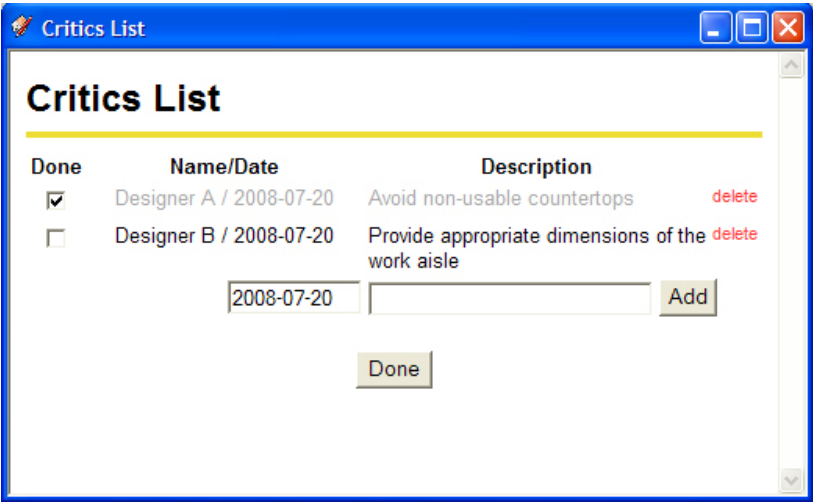 Critics List
Critics List
Done Name/Date Description
Designer A / 2008-07-20 Avoid non-usable countertops delete
Designer B / 2008-07-20 Provide appropriate dimensions of the delete
work aisle
2008-07-20 Add
Done